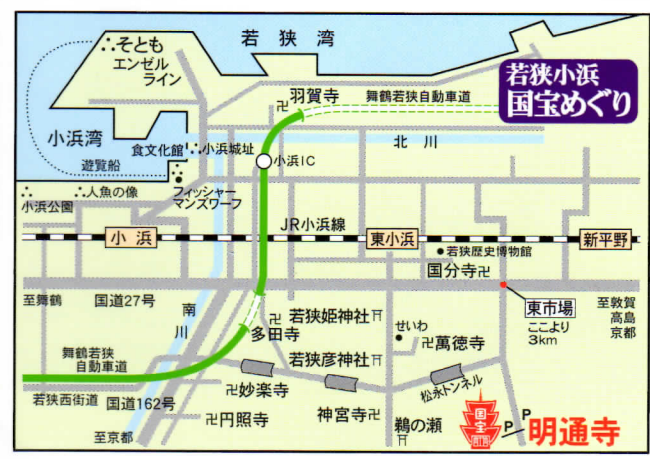 若狭湾
そとも
エンゼル
ライン
若狭小浜
国宝めぐり
卍羽賀寺
舞鶴若狭自動車道
小浜湾
食文化館
小浜城址
小浜IC
北川
遊覧船
人魚の像
小浜公園
フィッシャー
マンズワーフ
JR小浜線
小浜
東小浜
新平野
若狭歴史博物館
国分寺卍
至舞鶴
国道27号
南川
東市場
ここより
3km
至敦賀
高島
京都
卍
多田寺
若狭姫神社
せいわ
卍萬徳寺
舞鶴若狭
自動車道
若狭彦神社
松永トンネル
若狭西街道
国道162号
卍妙楽寺
卍円照寺
神宮寺卍
鵜の瀬
国宝
P
P
明通寺
至京都